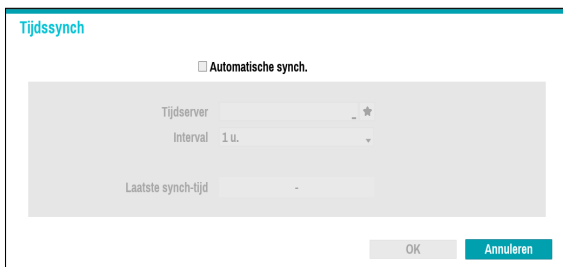 Tijdssynch
Automatische synch.
Tijdserver
Interval 1 u.
Laatste synch-tijd -
OK Annuleren